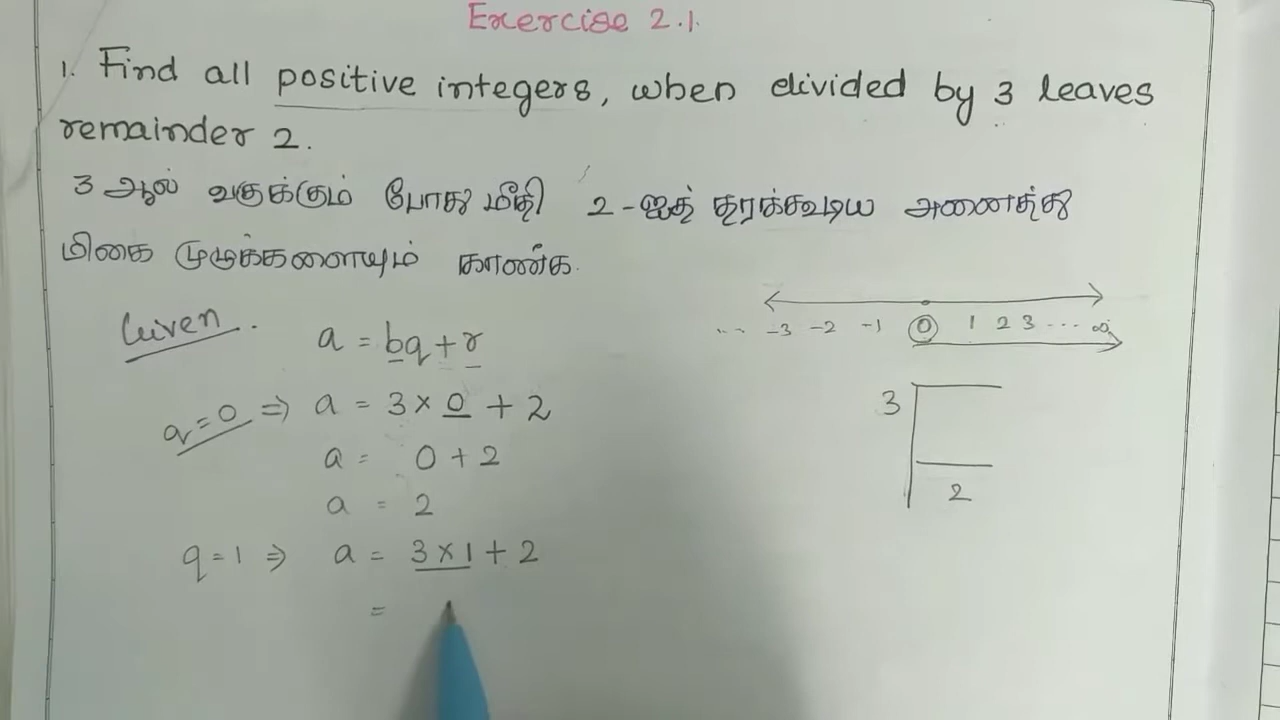 Exercise 2.1.
1. Find all positive integers, when divided by 3 leaves
remainder 2.
3 ஆல் வகுக்கும் போது மீதி 2-ஐத் தரக்கூடிய அனைத்து
மிகை முழுக்களையும் காண்க.
... -3 -2 -1 0 1 2 3 ... ∞
Given.
a = bq + r
q = 0 ⇒ a = 3 × 0 + 2
a = 0 + 2
a = 2
q = 1 ⇒ a = 3 × 1 + 2
=
3
2